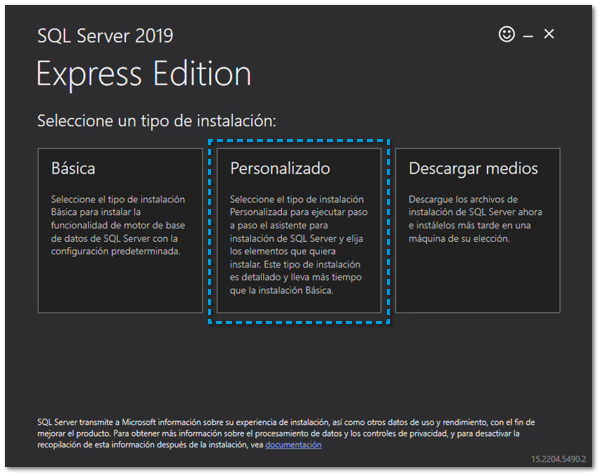 SQL Server 2019
Express Edition
Seleccione un tipo de instalación:
Básica
Seleccione el tipo de instalación
Básica para instalar la
funcionalidad de motor de base
de datos de SQL Server con la
configuración predeterminada.
Personalizado
Seleccione el tipo de instalación
Personalizada para ejecutar paso
a paso el asistente para
instalación de SQL Server y elija
los elementos que quiera
instalar. Este tipo de instalación
es detallado y lleva más tiempo
que la instalación Básica.
Descargar medios
Descargue los archivos de
instalación de SQL Server ahora
e instálelos más tarde en una
máquina de su elección.
SQL Server transmite a Microsoft información sobre su experiencia de instalación, así como otros datos de uso y rendimiento, con el fin de
mejorar el producto. Para obtener más información sobre el procesamiento de datos y los controles de privacidad, y para desactivar la
recopilación de esta información después de la instalación, vea documentación
15.2204.5490.2